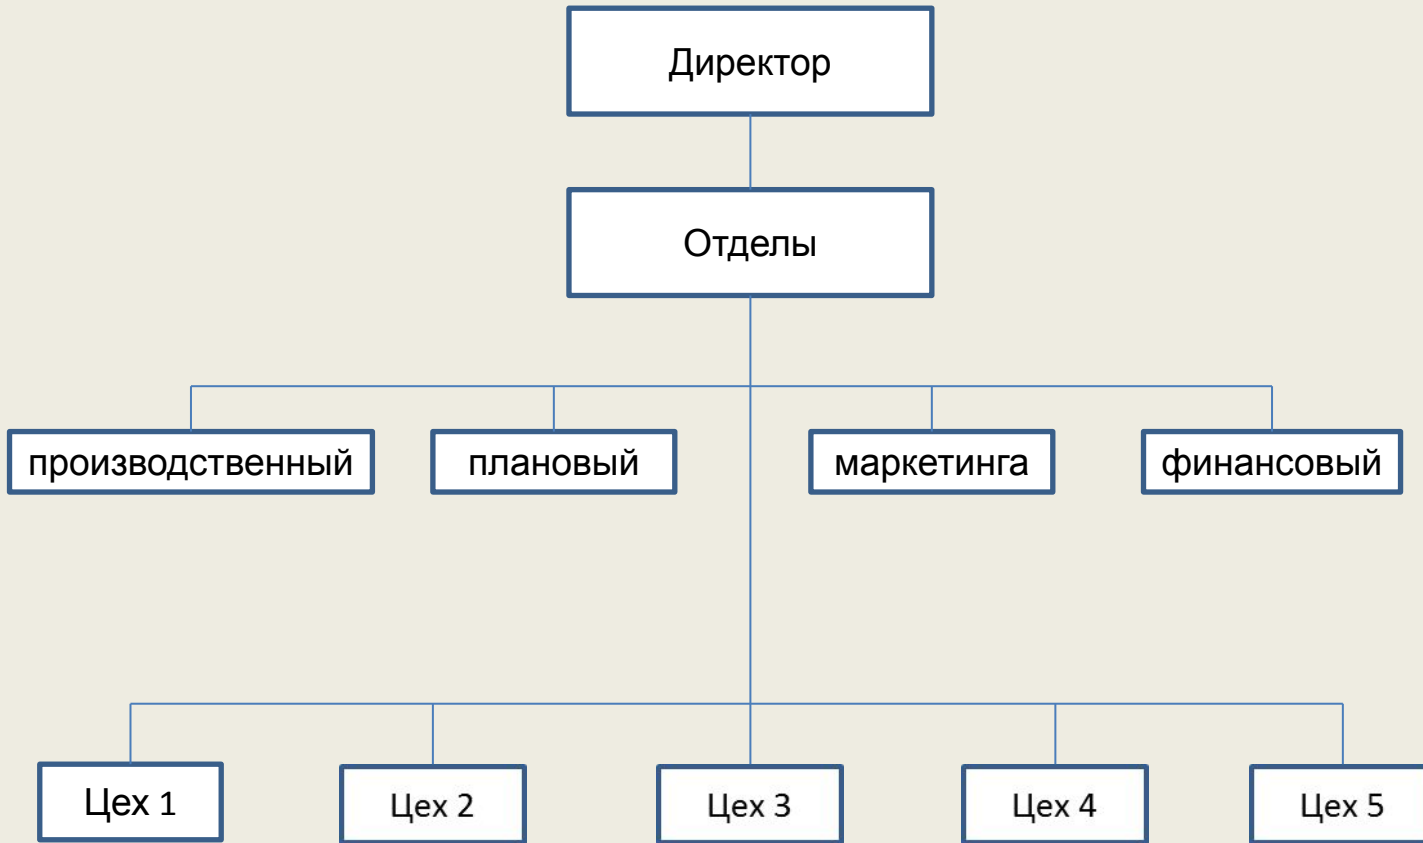 Директор
Отделы
производственный
плановый
маркетинга
финансовый
Цех 1
Цех 2
Цех 3
Цех 4
Цех 5